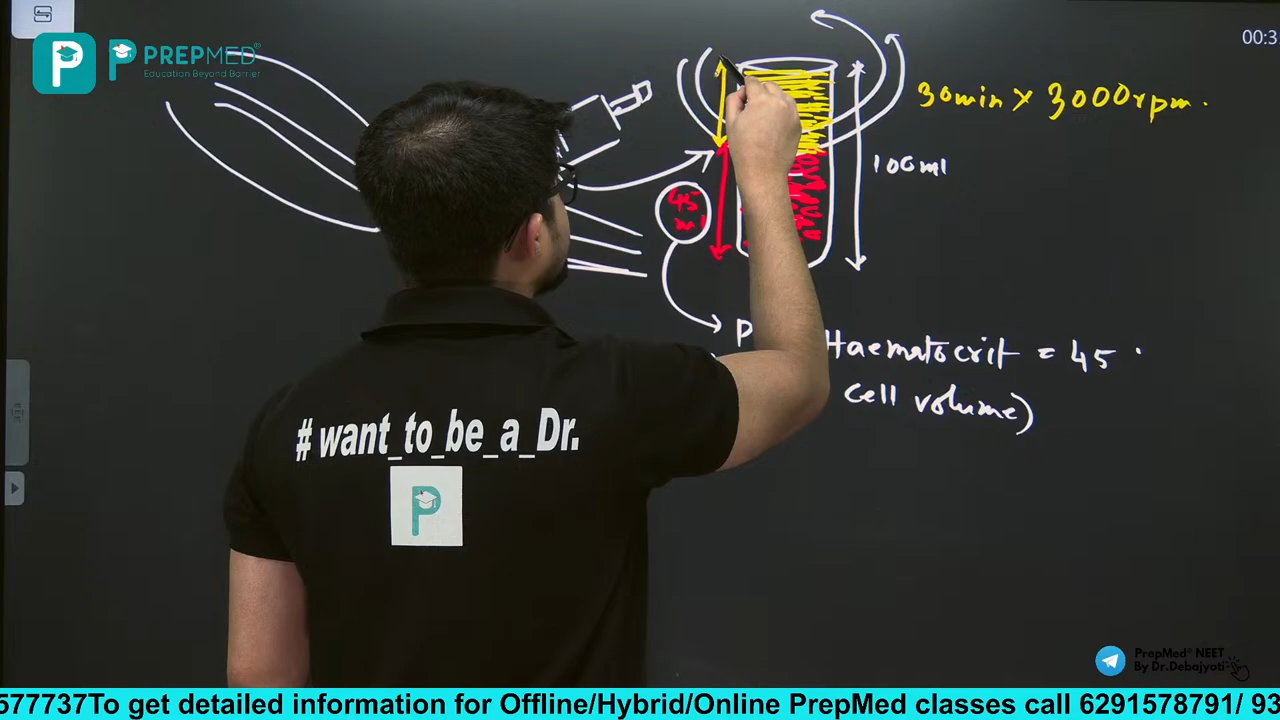 PREPMED®
Education Beyond Barrier
00:3
30min × 3000rpm.
100ml
45
ml
P
Haematocrit = 45
Cell volume)
# want_to_be_a_Dr.
P
PrepMed® NEET
By Dr.Debajyoti
577737To get detailed information for Offline/Hybrid/Online PrepMed classes call 6291578791/ 93